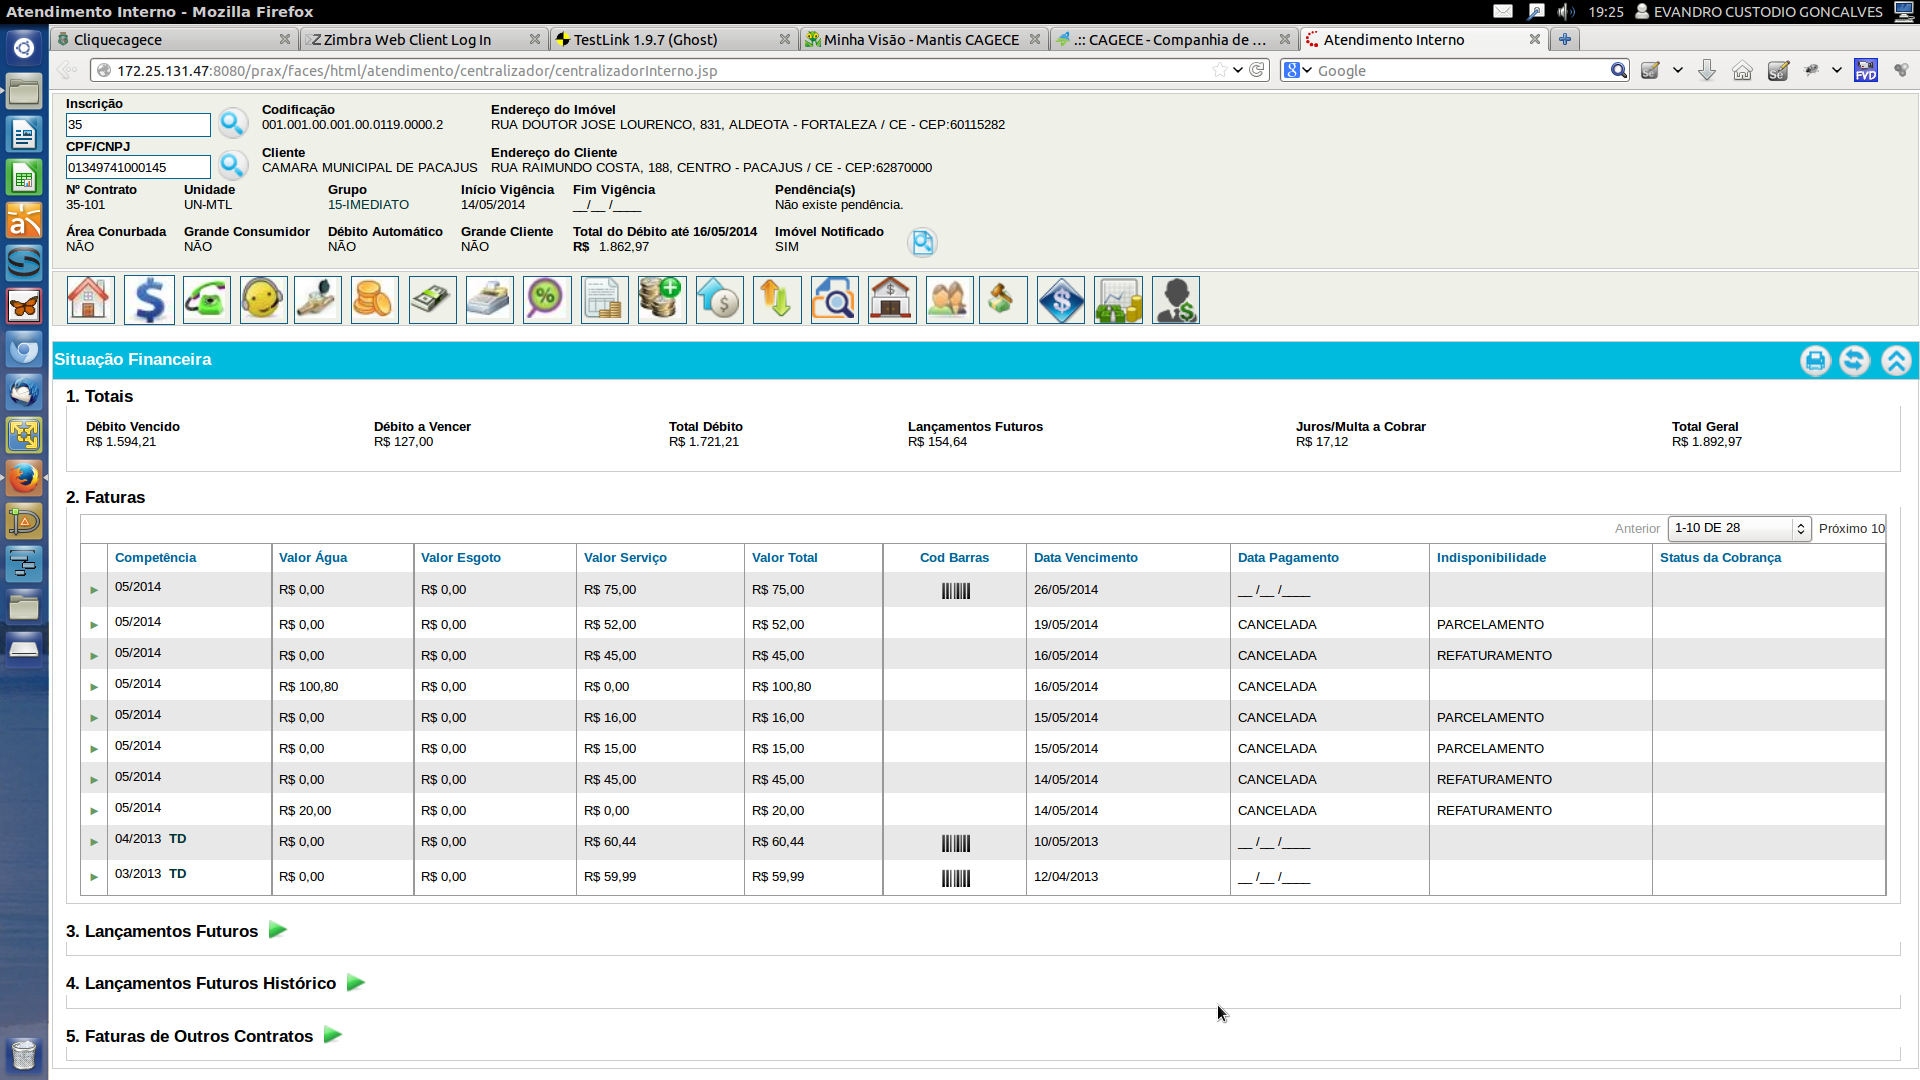 Atendimento Interno - Mozilla Firefox
19:25 EVANDRO CUSTODIO GONCALVES
Cliquecagece
Zimbra Web Client Log In
TestLink 1.9.7 (Ghost)
Minha Visão - Mantis CAGECE
.:: CAGECE - Companhia de ...
Atendimento Interno
172.25.131.47:8080/prax/faces/html/atendimento/centralizador/centralizadorInterno.jsp
Google
FVD
Inscrição
35
Codificação
001.001.00.001.00.0119.0000.2
Endereço do Imóvel
RUA DOUTOR JOSE LOURENCO, 831, ALDEOTA - FORTALEZA / CE - CEP:60115282
CPF/CNPJ
01349741000145
Cliente
CAMARA MUNICIPAL DE PACAJUS
Endereço do Cliente
RUA RAIMUNDO COSTA, 188, CENTRO - PACAJUS / CE - CEP:62870000
Nº Contrato Unidade Grupo Início Vigência Fim Vigência Pendência(s)
35-101 UN-MTL 15-IMEDIATO 14/05/2014 __/__ /____ Não existe pendência.
Área Conurbada Grande Consumidor Débito Automático Grande Cliente Total do Débito até 16/05/2014 Imóvel Notificado
NÃO NÃO NÃO NÃO R$ 1.862,97 SIM
Situação Financeira
1. Totais
Débito Vencido Débito a Vencer Total Débito Lançamentos Futuros Juros/Multa a Cobrar Total Geral
R$ 1.594,21 R$ 127,00 R$ 1.721,21 R$ 154,64 R$ 17,12 R$ 1.892,97
2. Faturas
Anterior 1-10 DE 28 Próximo 10
Competência Valor Água Valor Esgoto Valor Serviço Valor Total Cod Barras Data Vencimento Data Pagamento Indisponibilidade Status da Cobrança
05/2014 R$ 0,00 R$ 0,00 R$ 75,00 R$ 75,00 26/05/2014 __ /__ /____
05/2014 R$ 0,00 R$ 0,00 R$ 52,00 R$ 52,00 19/05/2014 CANCELADA PARCELAMENTO
05/2014 R$ 0,00 R$ 0,00 R$ 45,00 R$ 45,00 16/05/2014 CANCELADA REFATURAMENTO
05/2014 R$ 100,80 R$ 0,00 R$ 0,00 R$ 100,80 16/05/2014 CANCELADA
05/2014 R$ 0,00 R$ 0,00 R$ 16,00 R$ 16,00 15/05/2014 CANCELADA PARCELAMENTO
05/2014 R$ 0,00 R$ 0,00 R$ 15,00 R$ 15,00 15/05/2014 CANCELADA PARCELAMENTO
05/2014 R$ 0,00 R$ 0,00 R$ 45,00 R$ 45,00 14/05/2014 CANCELADA REFATURAMENTO
05/2014 R$ 20,00 R$ 0,00 R$ 0,00 R$ 20,00 14/05/2014 CANCELADA REFATURAMENTO
04/2013 TD R$ 0,00 R$ 0,00 R$ 60,44 R$ 60,44 10/05/2013 __ /__ /____
03/2013 TD R$ 0,00 R$ 0,00 R$ 59,99 R$ 59,99 12/04/2013 __ /__ /____
3. Lançamentos Futuros
4. Lançamentos Futuros Histórico
5. Faturas de Outros Contratos